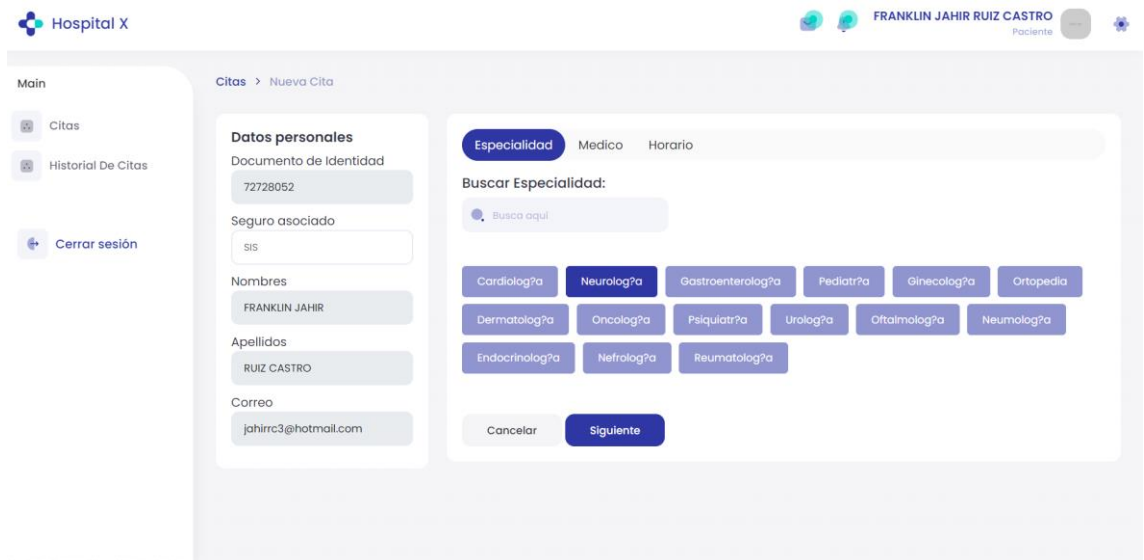 Hospital X
FRANKLIN JAHIR RUIZ CASTRO
Paciente
Main
Citas
Historial De Citas
Cerrar sesión
Citas > Nueva Cita
Datos personales
Documento de Identidad
72728052
Seguro asociado
SIS
Nombres
FRANKLIN JAHIR
Apellidos
RUIZ CASTRO
Correo
jahirrc3@hotmail.com
Especialidad Medico Horario
Buscar Especialidad:
Busca aquí
Cardiolog?a Neurolog?a Gastroenterolog?a Pediatr?a Ginecolog?a Ortopedia
Dermatolog?a Oncolog?a Psiquiatr?a Urolog?a Oftalmolog?a Neumolog?a
Endocrinolog?a Nefrolog?a Reumatolog?a
Cancelar Siguiente